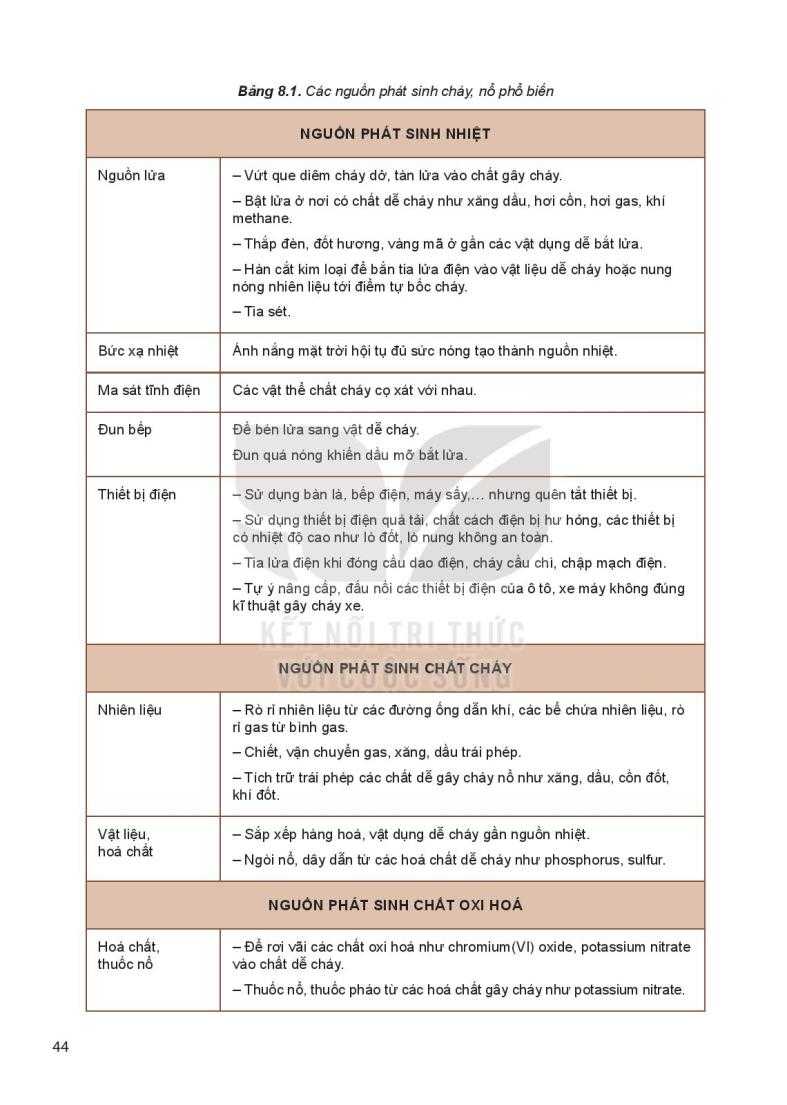 Bảng 8.1. Các nguồn phát sinh cháy, nổ phổ biến
NGUỒN PHÁT SINH NHIỆT
Nguồn lửa
– Vứt que diêm cháy dở, tàn lửa vào chất gây cháy.
– Bật lửa ở nơi có chất dễ cháy như xăng dầu, hơi cồn, hơi gas, khí
methane.
– Thắp đèn, đốt hương, vàng mã ở gần các vật dụng dễ bắt lửa.
– Hàn cắt kim loại để bắn tia lửa điện vào vật liệu dễ cháy hoặc nung
nóng nhiên liệu tới điểm tự bốc cháy.
– Tia sét.
Bức xạ nhiệt
Ánh nắng mặt trời hội tụ đủ sức nóng tạo thành nguồn nhiệt.
Ma sát tĩnh điện
Các vật thể chất cháy cọ xát với nhau.
Đun bếp
Để bén lửa sang vật dễ cháy.
Đun quá nóng khiến dầu mỡ bắt lửa.
Thiết bị điện
– Sử dụng bàn là, bếp điện, máy sấy,... nhưng quên tắt thiết bị.
– Sử dụng thiết bị điện quá tải, chất cách điện bị hư hỏng, các thiết bị
có nhiệt độ cao như lò đốt, lò nung không an toàn.
– Tia lửa điện khi đóng cầu dao điện, cháy cầu chì, chập mạch điện.
– Tự ý nâng cấp, đấu nối các thiết bị điện của ô tô, xe máy không đúng
kĩ thuật gây cháy xe.
KẾT NỐI TRI THỨC
VỚI CUỘC SỐNG
NGUỒN PHÁT SINH CHẤT CHÁY
Nhiên liệu
– Rò rỉ nhiên liệu từ các đường ống dẫn khí, các bể chứa nhiên liệu, rò
rỉ gas từ bình gas.
– Chiết, vận chuyển gas, xăng, dầu trái phép.
– Tích trữ trái phép các chất dễ gây cháy nổ như xăng, dầu, cồn đốt,
khí đốt.
Vật liệu,
hoá chất
– Sắp xếp hàng hoá, vật dụng dễ cháy gần nguồn nhiệt.
– Ngòi nổ, dây dẫn từ các hoá chất dễ cháy như phosphorus, sulfur.
NGUỒN PHÁT SINH CHẤT OXI HOÁ
Hoá chất,
thuốc nổ
– Để rơi vãi các chất oxi hoá như chromium(VI) oxide, potassium nitrate
vào chất dễ cháy.
– Thuốc nổ, thuốc pháo từ các hoá chất gây cháy như potassium nitrate.
44